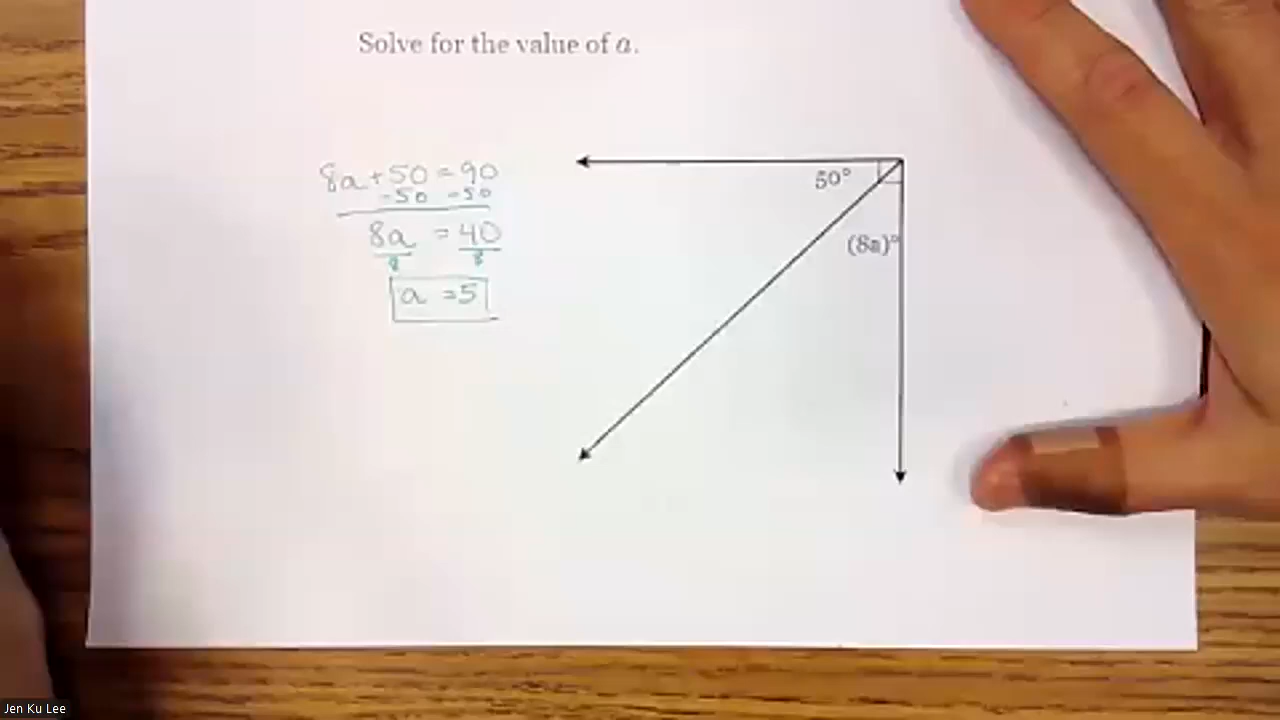 Solve for the value of a.
8a+50=90
-50 -50
8a = 40
8 8
a = 5
50°
(8a)°
Jen Ku Lee